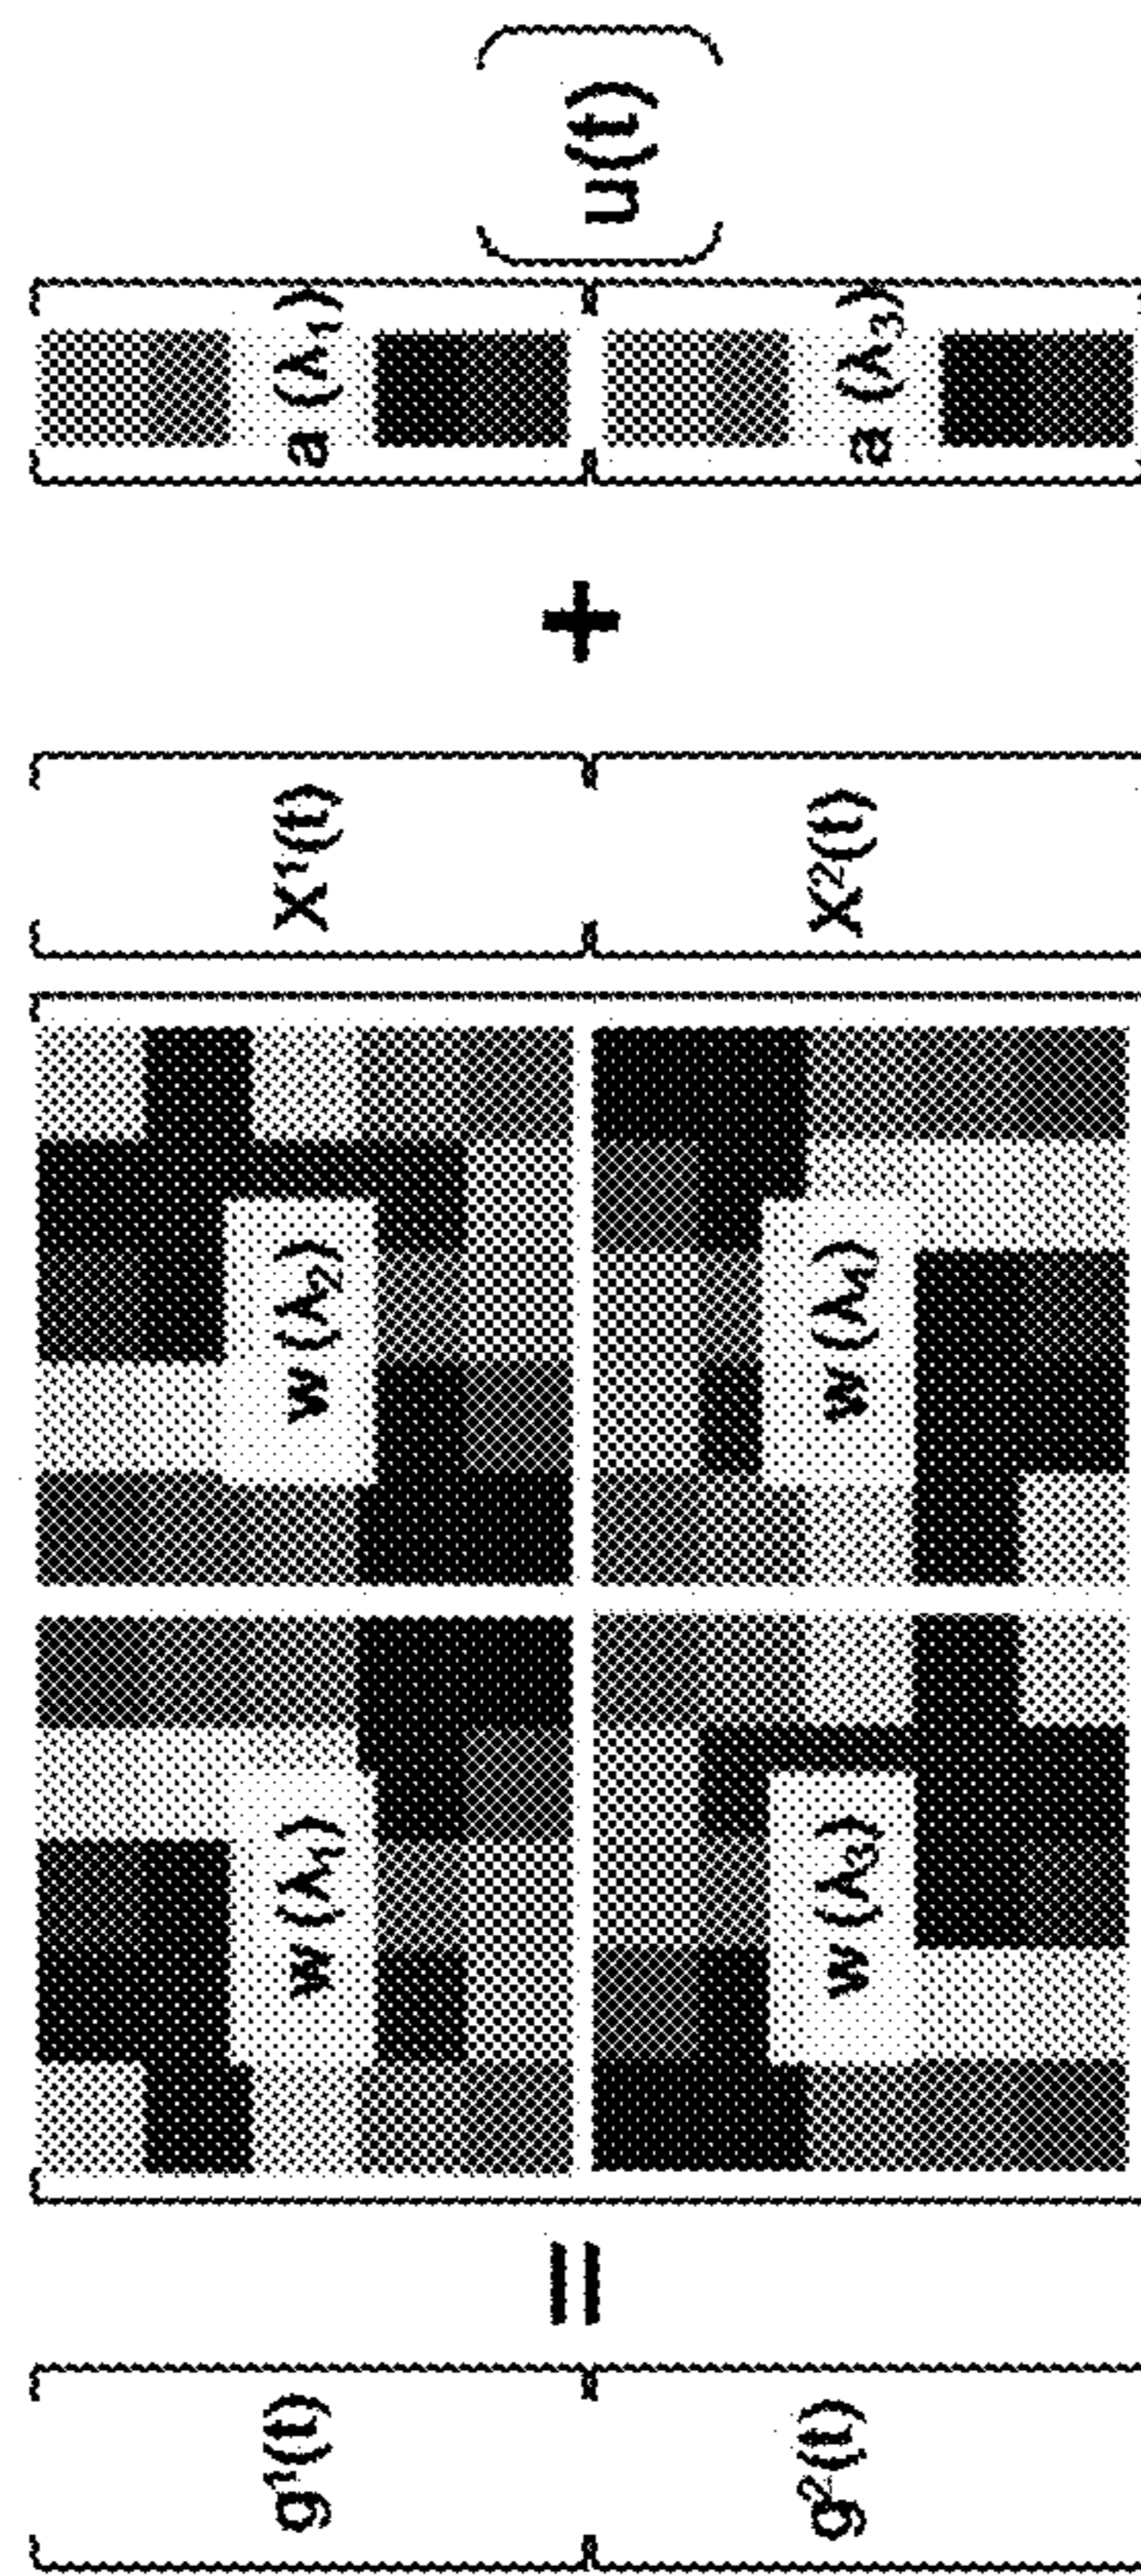 g¹(t) w (λ₁) w (λ₂) X¹(t) a (λ₁)
= + (u(t))
g²(t) w (λ₃) w (λ₄) X²(t) a (λ₃)